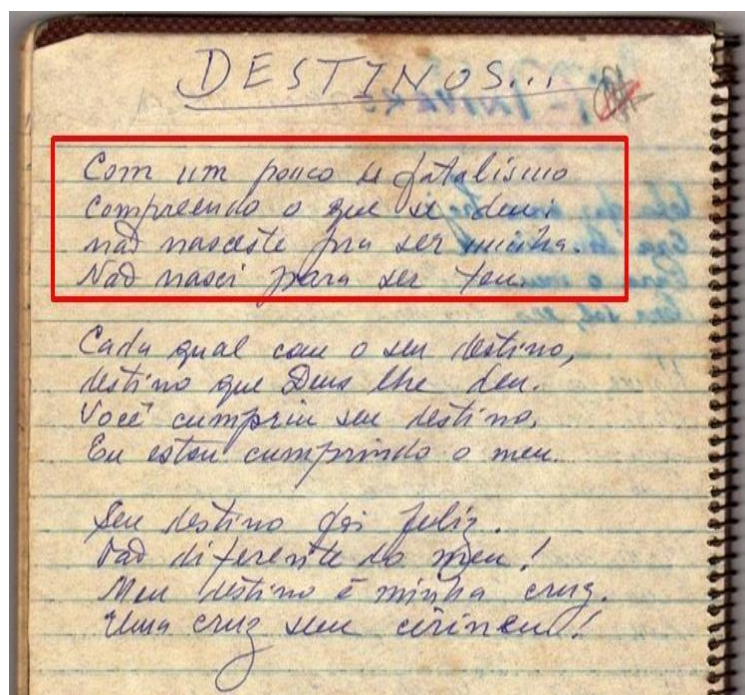 DESTINOS...
Com um pouco de fatalismo
compreendo o que se deu:
não nasceste pra ser minha.
Não nasci para ser teu.
Cada qual com o seu destino,
destino que Deus lhe deu.
Você cumpriu seu destino,
Eu estou cumprindo o meu.
Seu destino foi feliz.
Tão diferente do meu!
Meu destino é minha cruz.
Uma cruz sem cirineu!